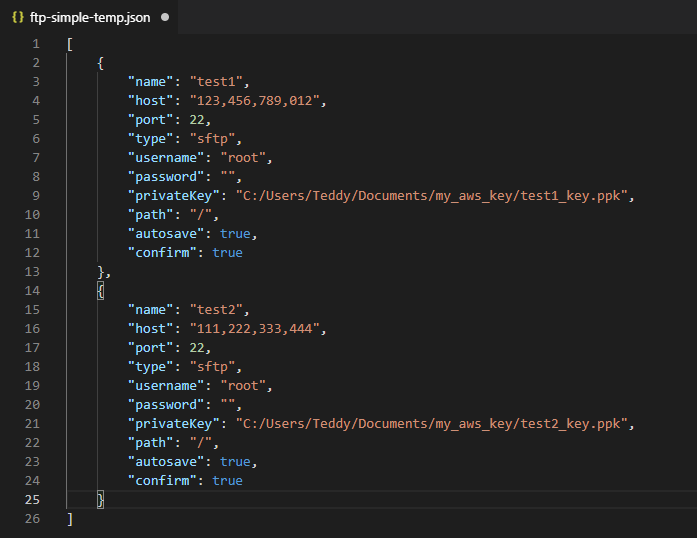 { } ftp-simple-temp.json ●
1 [
2     {
3         "name": "test1",
4         "host": "123,456,789,012",
5         "port": 22,
6         "type": "sftp",
7         "username": "root",
8         "password": "",
9         "privateKey": "C:/Users/Teddy/Documents/my_aws_key/test1_key.ppk",
10         "path": "/",
11         "autosave": true,
12         "confirm": true
13     },
14     {
15         "name": "test2",
16         "host": "111,222,333,444",
17         "port": 22,
18         "type": "sftp",
19         "username": "root",
20         "password": "",
21         "privateKey": "C:/Users/Teddy/Documents/my_aws_key/test2_key.ppk",
22         "path": "/",
23         "autosave": true,
24         "confirm": true
25     }
26 ]